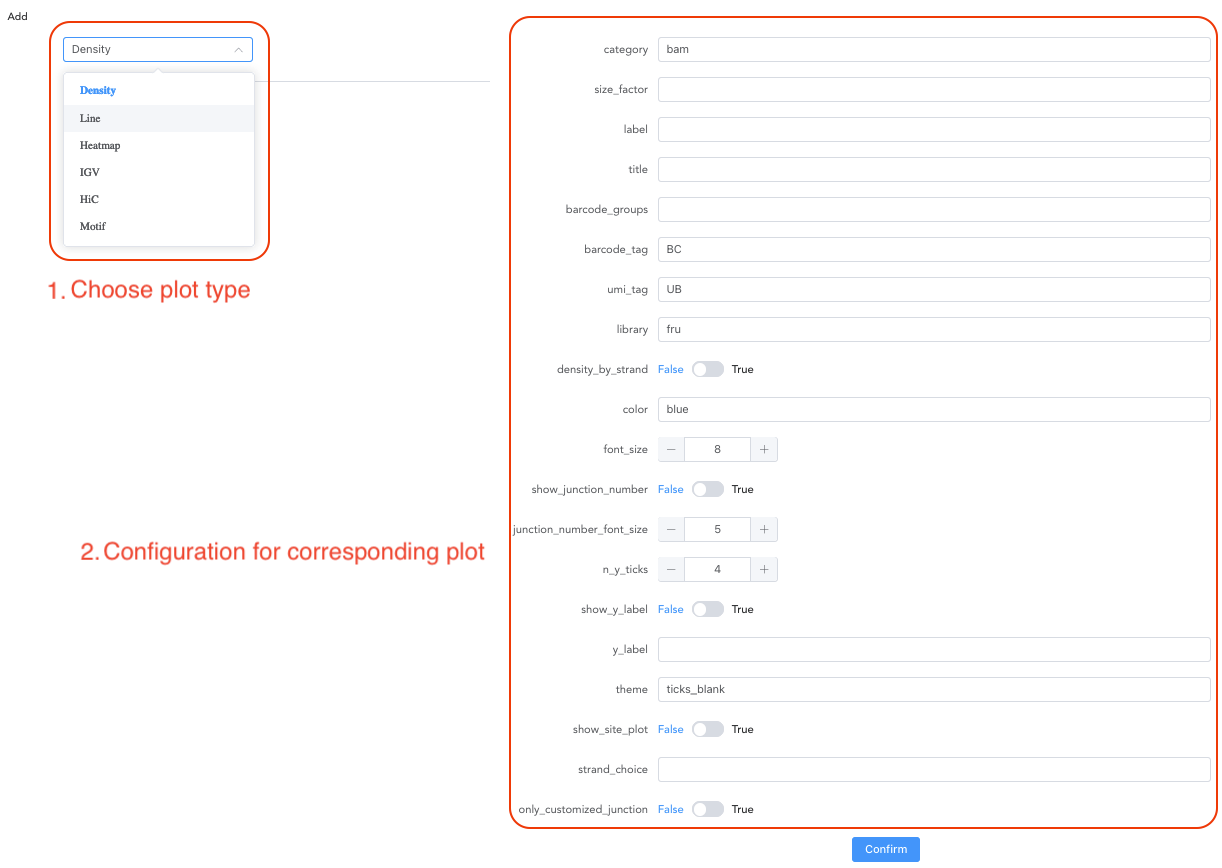 Add
Density
Density
Line
Heatmap
IGV
HiC
Motif
1. Choose plot type
2. Configuration for corresponding plot
category bam
size_factor
label
title
barcode_groups
barcode_tag BC
umi_tag UB
library fru
density_by_strand False True
color blue
font_size − 8 +
show_junction_number False True
junction_number_font_size − 5 +
n_y_ticks − 4 +
show_y_label False True
y_label
theme ticks_blank
show_site_plot False True
strand_choice
only_customized_junction False True
Confirm